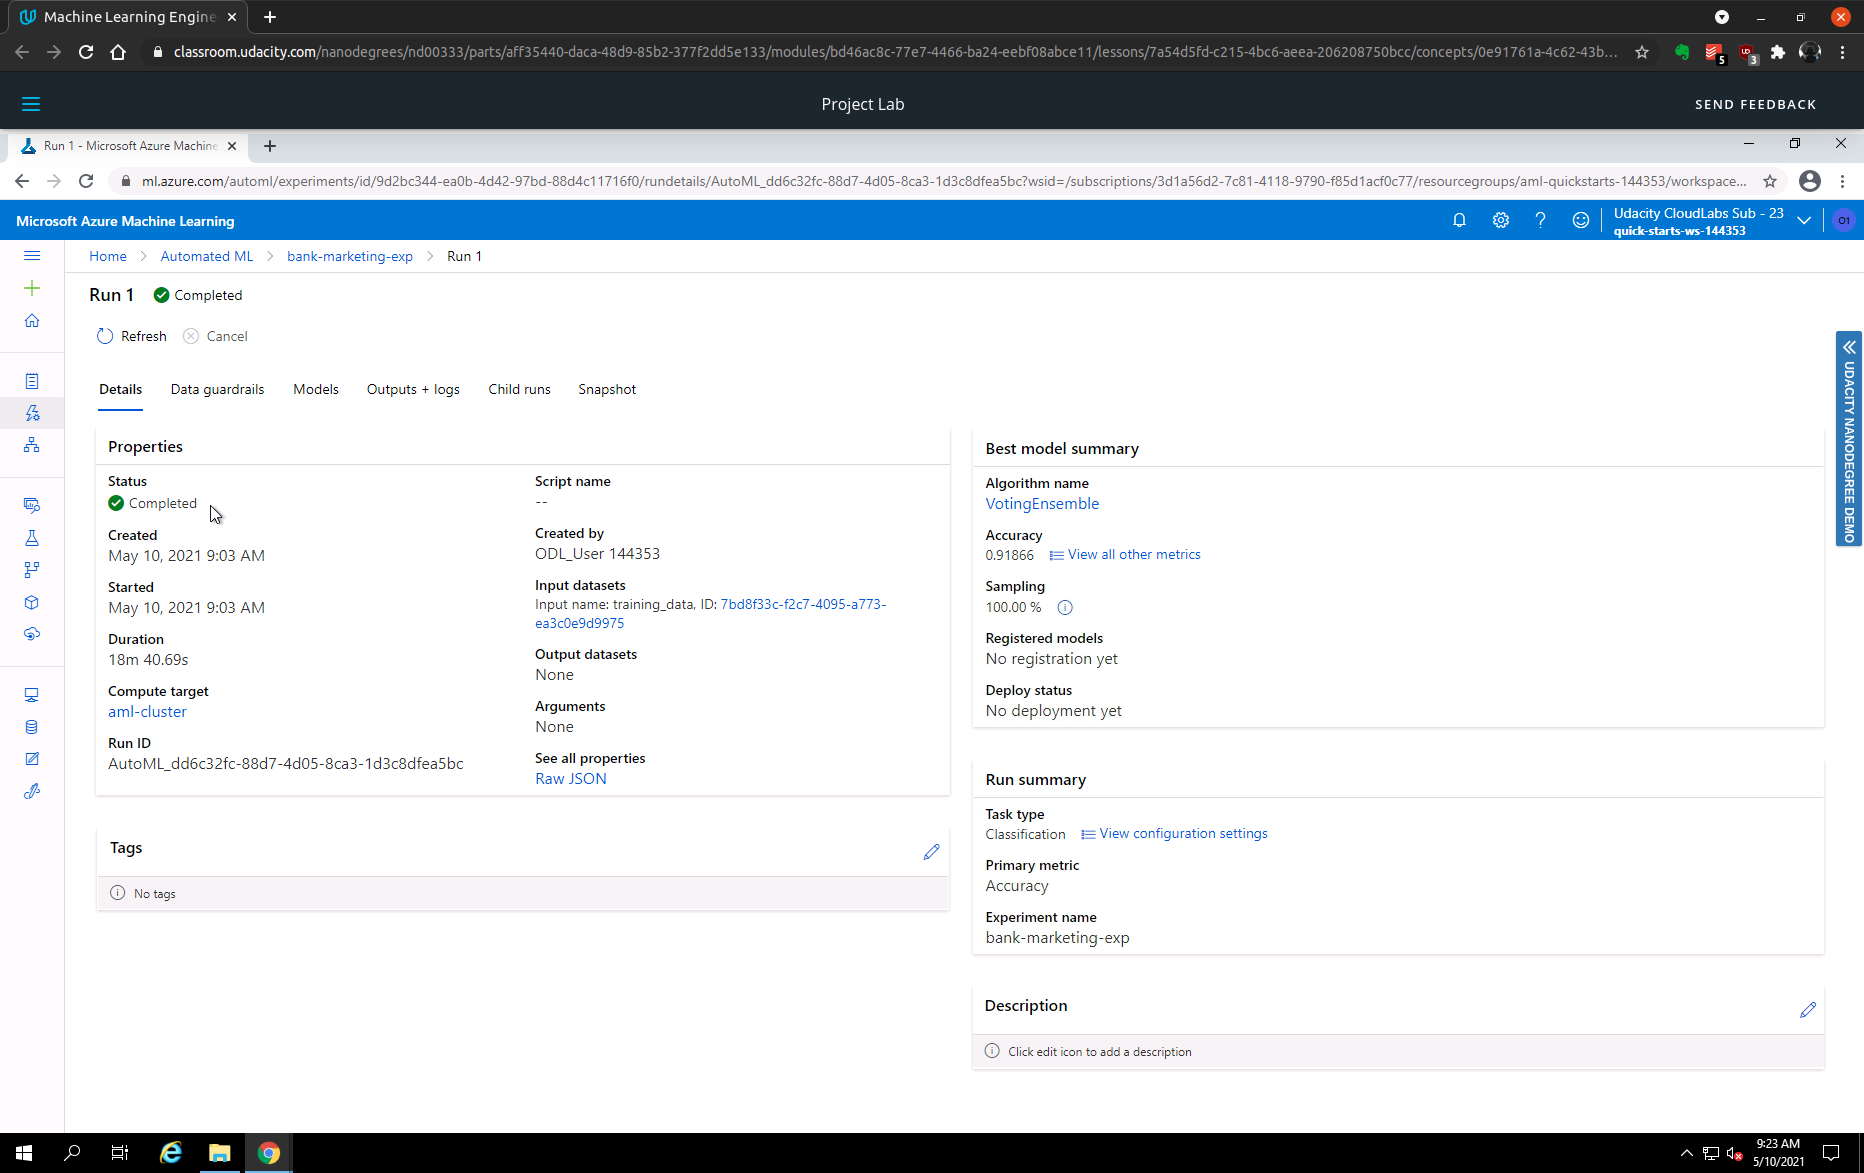 Machine Learning Engine
classroom.udacity.com/nanodegrees/nd00333/parts/aff35440-daca-48d9-85b2-377f2dd5e133/modules/bd46ac8c-77e7-4466-ba24-eebf08abce11/lessons/7a54d5fd-c215-4bc6-aeea-206208750bcc/concepts/0e91761a-4c62-43b...
5
UD
3
Project Lab
SEND FEEDBACK
Run 1 - Microsoft Azure Machine
ml.azure.com/automl/experiments/id/9d2bc344-ea0b-4d42-97bd-88d4c11716f0/rundetails/AutoML_dd6c32fc-88d7-4d05-8ca3-1d3c8dfea5bc?wsid=/subscriptions/3d1a56d2-7c81-4118-9790-f85d1acf0c77/resourcegroups/aml-quickstarts-144353/workspace...
Microsoft Azure Machine Learning
Udacity CloudLabs Sub - 23
quick-starts-ws-144353
O1
Home > Automated ML > bank-marketing-exp > Run 1
Run 1 Completed
Refresh Cancel
Details Data guardrails Models Outputs + logs Child runs Snapshot
UDACITY NANODEGREE DEMO
Properties
Status
Completed
Created
May 10, 2021 9:03 AM
Started
May 10, 2021 9:03 AM
Duration
18m 40.69s
Compute target
aml-cluster
Run ID
AutoML_dd6c32fc-88d7-4d05-8ca3-1d3c8dfea5bc
Script name
--
Created by
ODL_User 144353
Input datasets
Input name: training_data, ID: 7bd8f33c-f2c7-4095-a773-
ea3c0e9d9975
Output datasets
None
Arguments
None
See all properties
Raw JSON
Tags
No tags
Best model summary
Algorithm name
VotingEnsemble
Accuracy
0.91866 View all other metrics
Sampling
100.00 %
Registered models
No registration yet
Deploy status
No deployment yet
Run summary
Task type
Classification View configuration settings
Primary metric
Accuracy
Experiment name
bank-marketing-exp
Description
Click edit icon to add a description
9:23 AM
5/10/2021